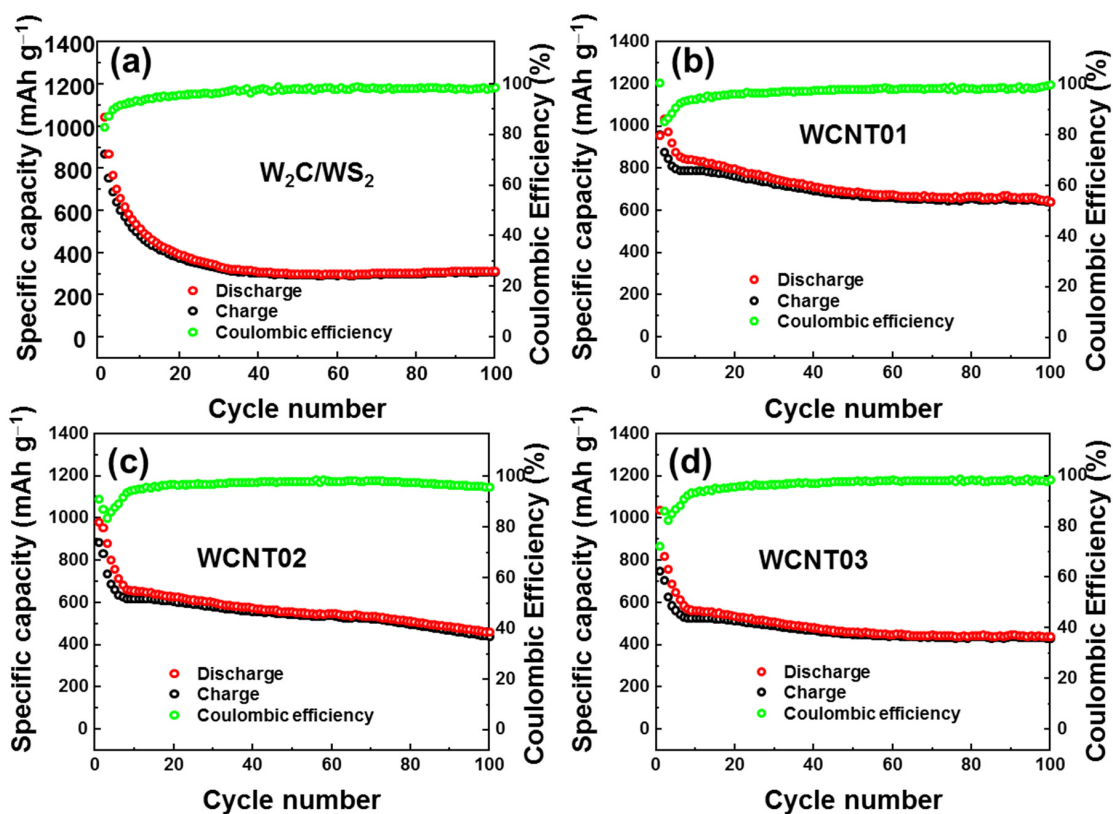 (a)
Specific capacity (mAh g⁻¹)
1400
1200
1000
800
600
400
200
0
W₂C/WS₂
Discharge
Charge
Coulombic efficiency
100
80
60
40
20
0
Coulombic Efficiency (%)
0 20 40 60 80 100
Cycle number
(b)
Specific capacity (mAh g⁻¹)
1400
1200
1000
800
600
400
200
0
WCNT01
Discharge
Charge
Coulombic efficiency
100
80
60
40
20
0
Coulombic Efficiency (%)
0 20 40 60 80 100
Cycle number
(c)
Specific capacity (mAh g⁻¹)
1400
1200
1000
800
600
400
200
0
WCNT02
Discharge
Charge
Coulombic efficiency
100
80
60
40
20
0
Coulombic Efficiency (%)
0 20 40 60 80 100
Cycle number
(d)
Specific capacity (mAh g⁻¹)
1400
1200
1000
800
600
400
200
0
WCNT03
Discharge
Charge
Coulombic efficiency
100
80
60
40
20
0
Coulombic Efficiency (%)
0 20 40 60 80 100
Cycle number